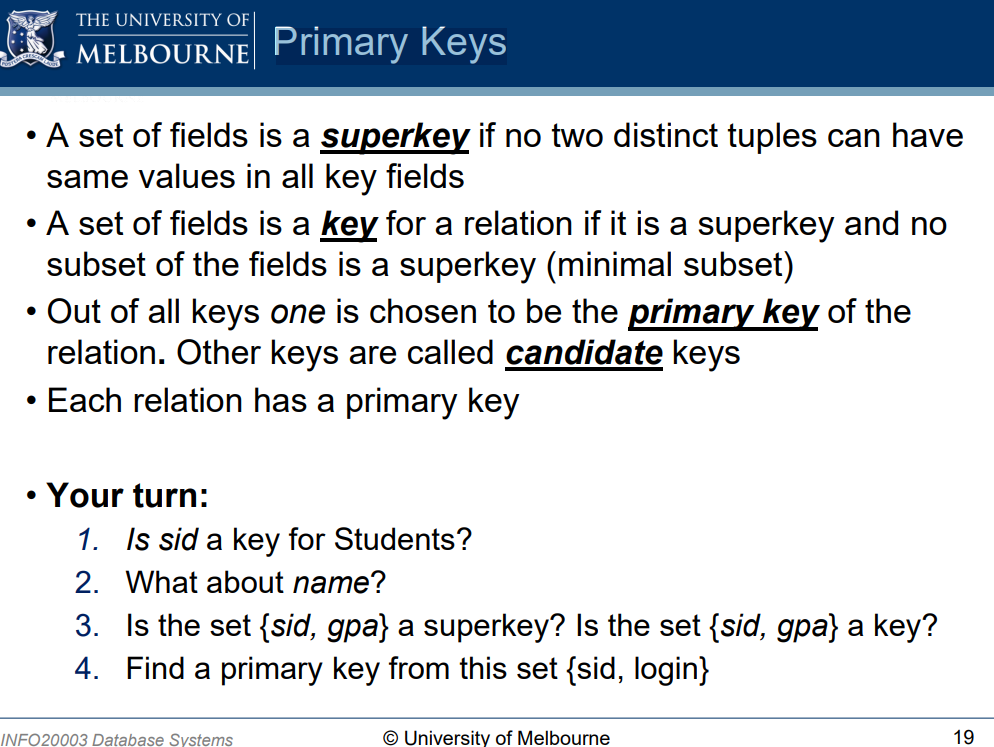 THE UNIVERSITY OF
MELBOURNE
Primary Keys
• A set of fields is a superkey if no two distinct tuples can have
same values in all key fields
• A set of fields is a key for a relation if it is a superkey and no
subset of the fields is a superkey (minimal subset)
• Out of all keys one is chosen to be the primary key of the
relation. Other keys are called candidate keys
• Each relation has a primary key
• Your turn:
1. Is sid a key for Students?
2. What about name?
3. Is the set {sid, gpa} a superkey? Is the set {sid, gpa} a key?
4. Find a primary key from this set {sid, login}
INFO20003 Database Systems
© University of Melbourne
19